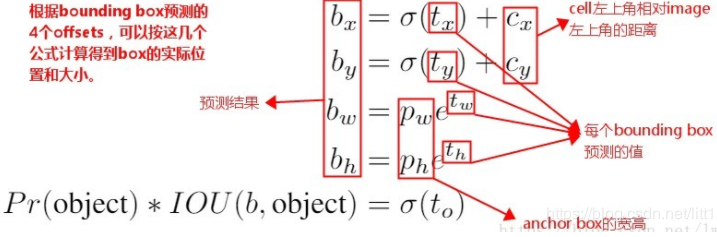 根据bounding box预测的
4个offsets，可以按这几个
公式计算得到box的实际位
置和大小。
b_x = σ(t_x) + c_x
b_y = σ(t_y) + c_y
b_w = p_w e^{t_w}
b_h = p_h e^{t_h}
Pr(object) * IOU(b, object) = σ(t_o)
cell左上角相对image
左上角的距离
预测结果
每个bounding box
预测的值
anchor box的宽高